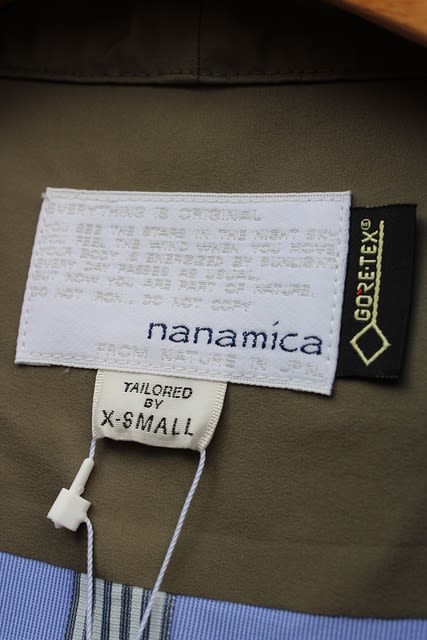 EVERYTHING IS ORIGINAL
YOU SEE THE STARS IN THE NIGHT SKY.
YOU FEEL THE WIND WHEN YOU
YOUR BODY IS ENERGIZED BY SUNLIGHT.
DAY PASSES AS USUAL.
BUT NOW YOU ARE PART OF NATURE.
DO NOT IRON. DO NOT COPY
nanamica
FROM NATURE IN JPN.
GORE-TEX®
TAILORED
BY
X-SMALL